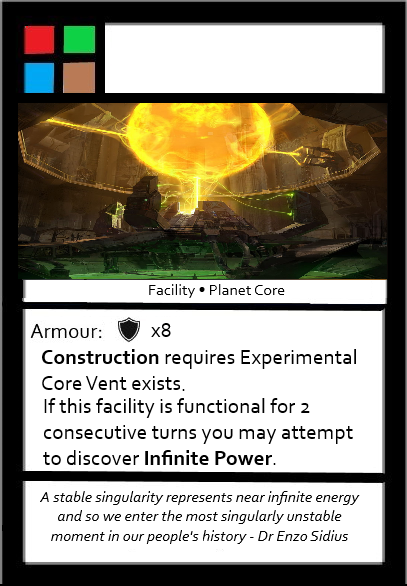 Facility • Planet Core
Armour: x8
Construction requires Experimental
Core Vent exists.
If this facility is functional for 2
consecutive turns you may attempt
to discover Infinite Power.
A stable singularity represents near infinite energy
and so we enter the most singularly unstable
moment in our people's history - Dr Enzo Sidius